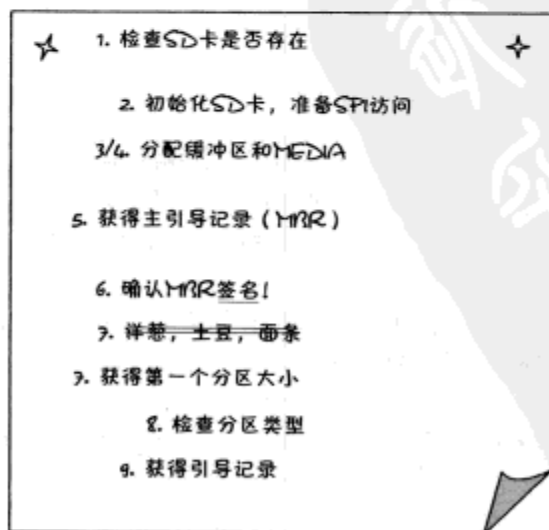 1. 检查SD卡是否存在
2. 初始化SD卡，准备SPI访问
3/4. 分配缓冲区和MEDIA
5. 获得主引导记录（MBR）
6. 确认MBR签名！
7. 洋葱，土豆，面条
7. 获得第一个分区大小
8. 检查分区类型
9. 获得引导记录